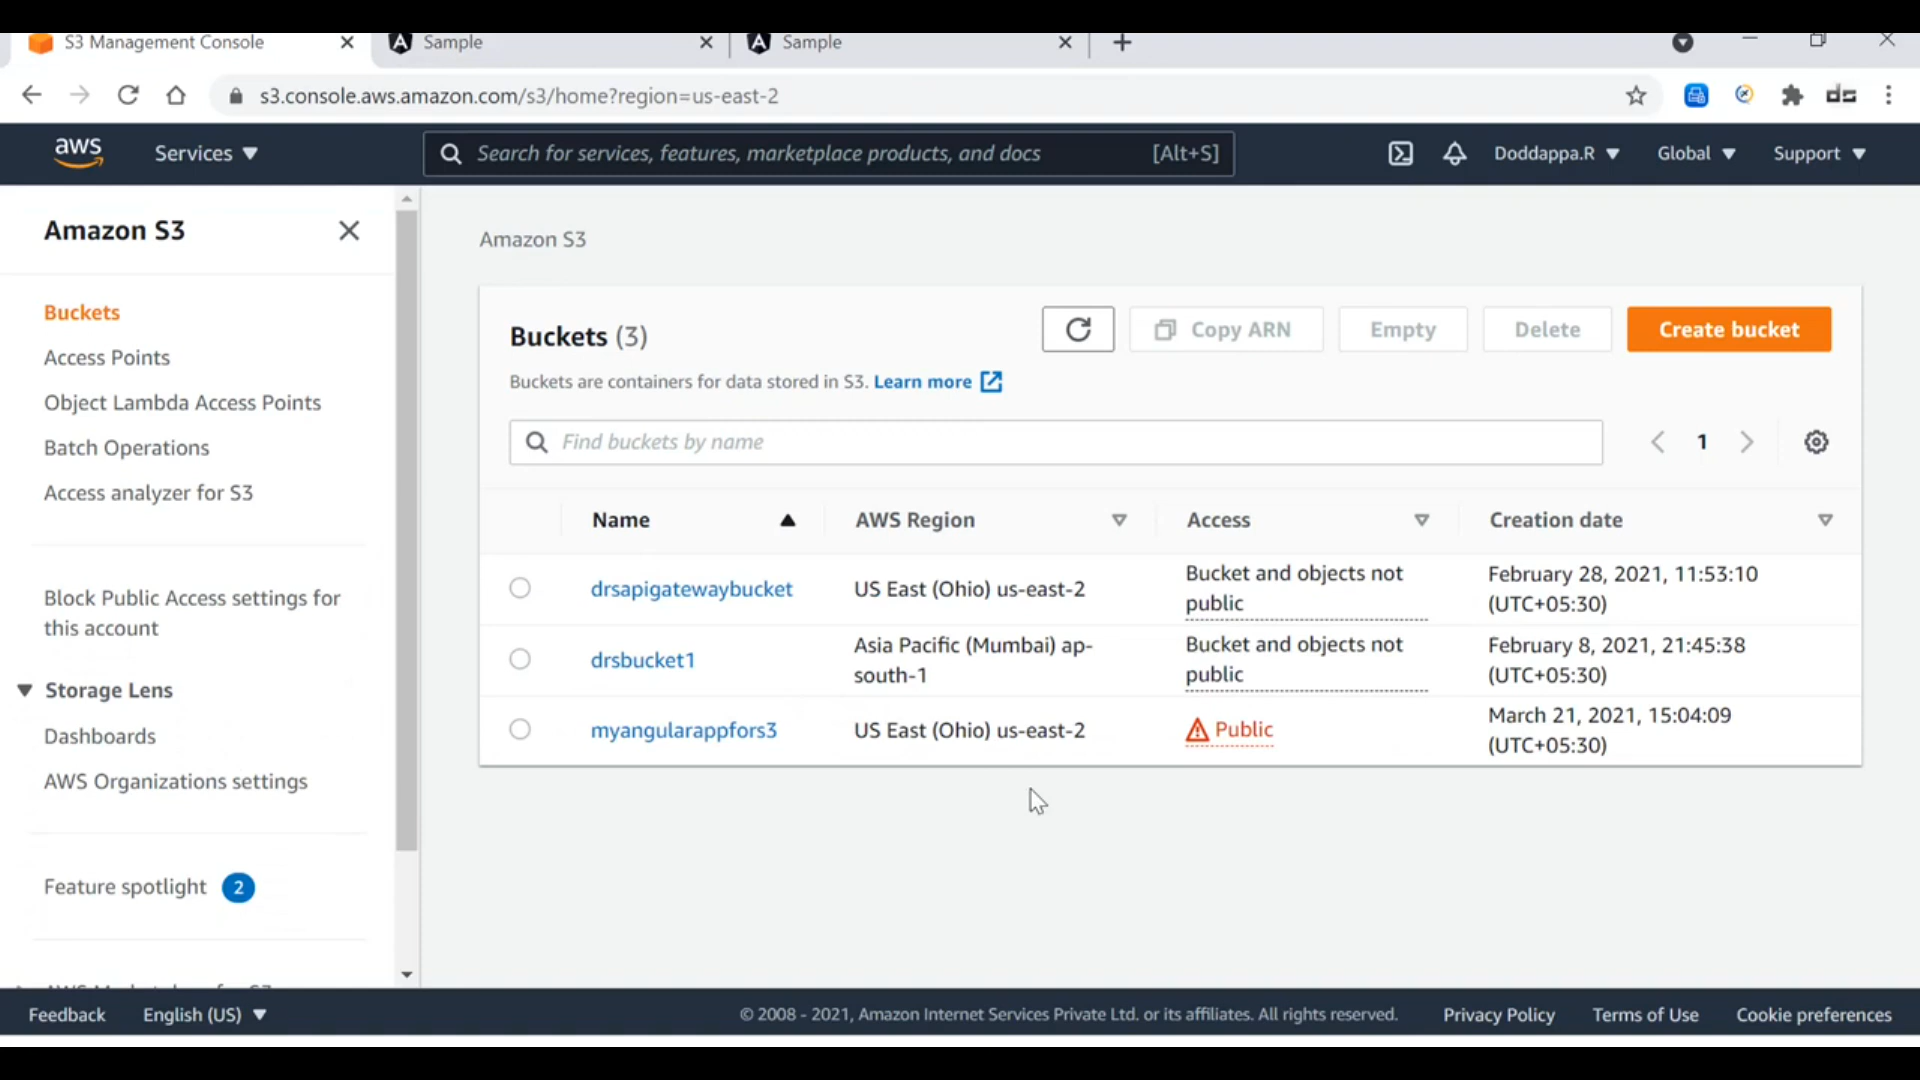 S3 Management Console
Sample
Sample
s3.console.aws.amazon.com/s3/home?region=us-east-2
aws
Services
Search for services, features, marketplace products, and docs
[Alt+S]
Doddappa.R
Global
Support
Amazon S3
Buckets
Access Points
Object Lambda Access Points
Batch Operations
Access analyzer for S3
Block Public Access settings for
this account
Storage Lens
Dashboards
AWS Organizations settings
Feature spotlight 2
Amazon S3
Buckets (3)
Copy ARN
Empty
Delete
Create bucket
Buckets are containers for data stored in S3. Learn more
Find buckets by name
1
Name
AWS Region
Access
Creation date
drsapigatewaybucket
US East (Ohio) us-east-2
Bucket and objects not
public
February 28, 2021, 11:53:10
(UTC+05:30)
drsbucket1
Asia Pacific (Mumbai) ap-
south-1
Bucket and objects not
public
February 8, 2021, 21:45:38
(UTC+05:30)
myangularappfors3
US East (Ohio) us-east-2
Public
March 21, 2021, 15:04:09
(UTC+05:30)
Feedback
English (US)
© 2008 - 2021, Amazon Internet Services Private Ltd. or its affiliates. All rights reserved.
Privacy Policy
Terms of Use
Cookie preferences